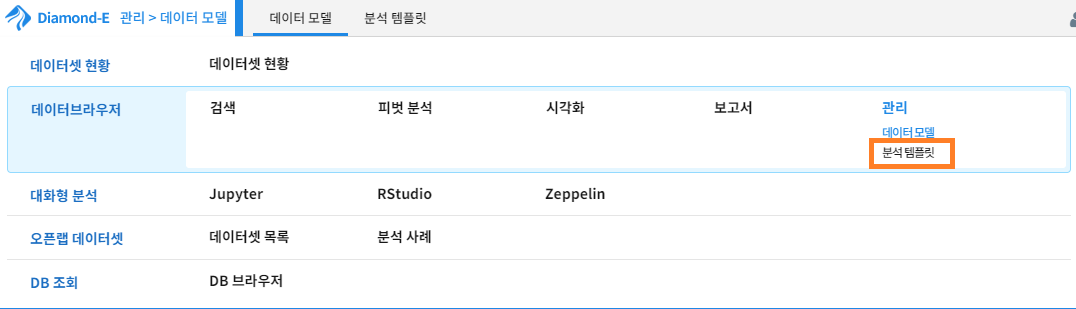 Diamond-E 관리 > 데이터 모델 데이터 모델 분석 템플릿
데이터셋 현황 데이터셋 현황
데이터브라우저 검색 피벗 분석 시각화 보고서 관리
데이터 모델
분석 템플릿
대화형 분석 Jupyter RStudio Zeppelin
오픈랩 데이터셋 데이터셋 목록 분석 사례
DB 조회 DB 브라우저